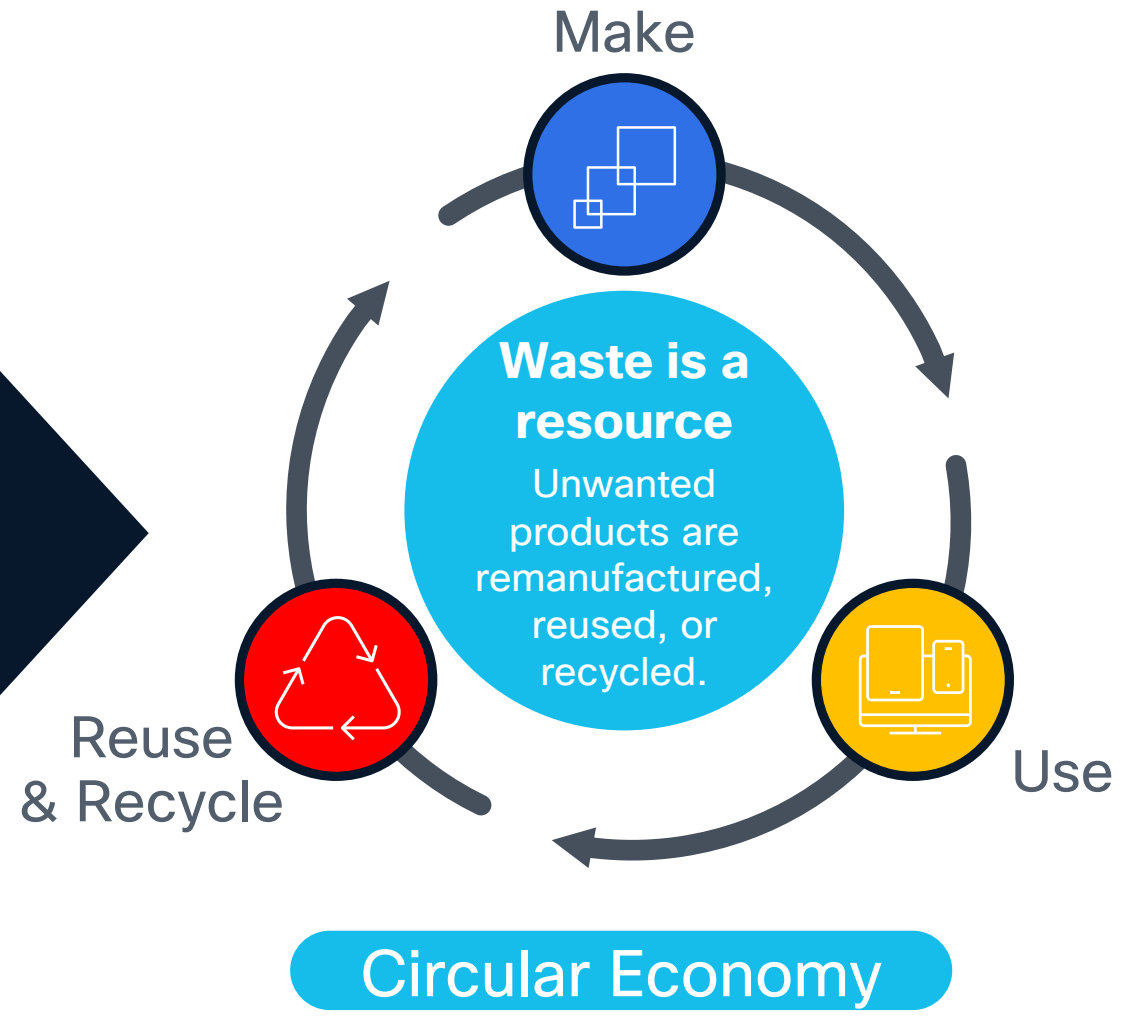 Make
Waste is a
resource
Unwanted
products are
remanufactured,
reused, or
recycled.
Reuse
& Recycle
Use
Circular Economy